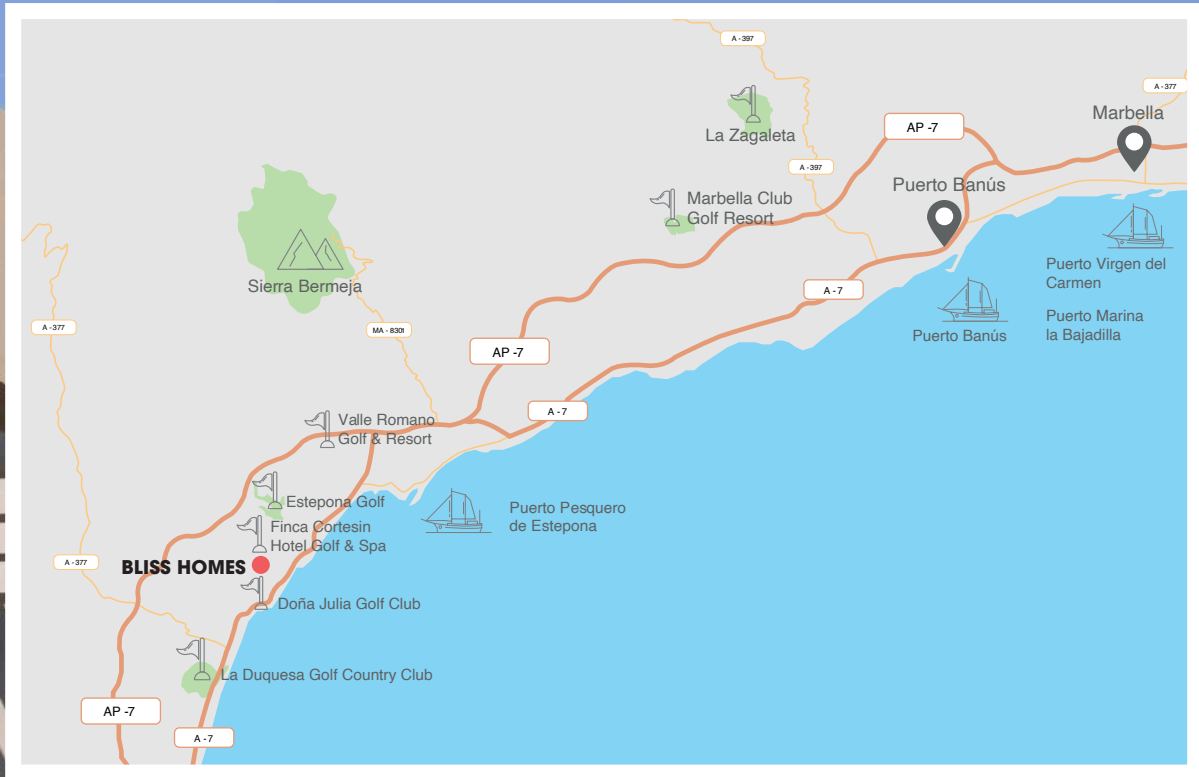 A - 397
A - 377
La Zagaleta
AP -7
Marbella
A - 397
Puerto Banús
Marbella Club
Golf Resort
Sierra Bermeja
A - 7
Puerto Virgen del
Carmen
Puerto Marina
la Bajadilla
Puerto Banús
A - 377
MA - 8301
AP -7
A - 7
Valle Romano
Golf & Resort
Estepona Golf
Puerto Pesquero
de Estepona
Finca Cortesin
Hotel Golf & Spa
A - 377
BLISS HOMES
Doña Julia Golf Club
La Duquesa Golf Country Club
AP -7
A - 7